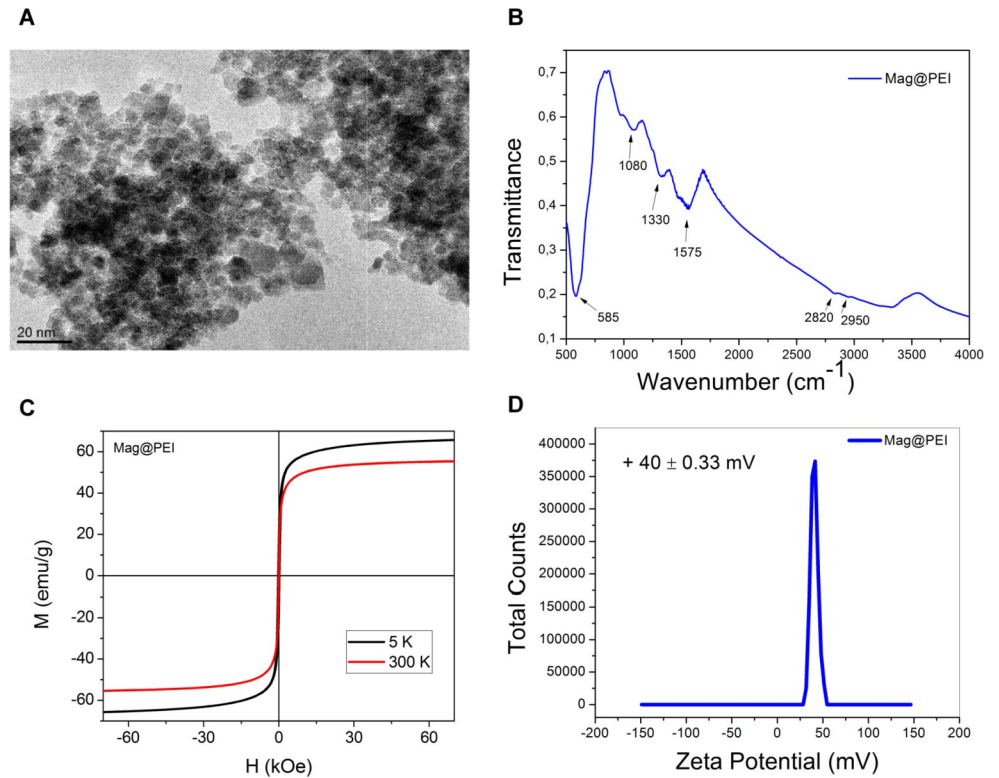 A
20 nm
B
Mag@PEI
0,7
0,6
0,5
0,4
0,3
0,2
0,1
1080
1330
1575
585
2820
2950
500 1000 1500 2000 2500 3000 3500 4000
Transmittance
Wavenumber (cm-1)
C
Mag@PEI
60
40
20
0
-20
-40
-60
5 K
300 K
-60 -30 0 30 60
M (emu/g)
H (kOe)
D
Mag@PEI
+ 40 ± 0.33 mV
400000
350000
300000
250000
200000
150000
100000
50000
0
-200 -150 -100 -50 0 50 100 150 200
Total Counts
Zeta Potential (mV)